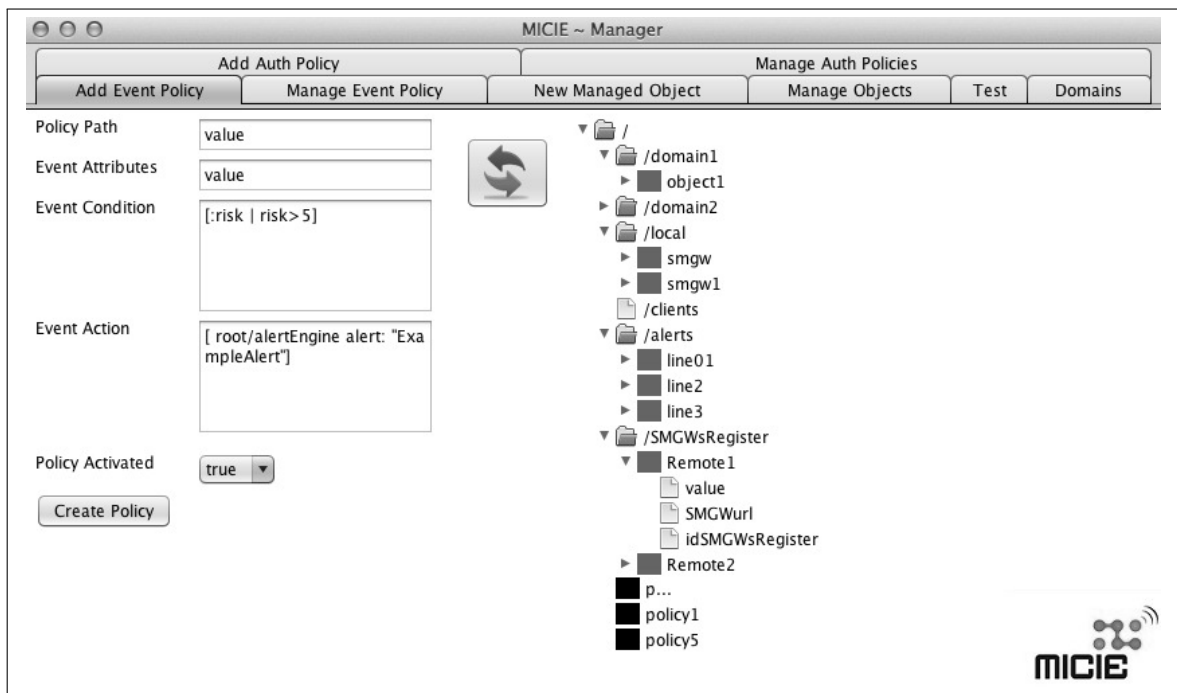 MICIE ~ Manager
Add Auth Policy
Manage Auth Policies
Add Event Policy
Manage Event Policy
New Managed Object
Manage Objects
Test
Domains
Policy Path
value
Event Attributes
value
Event Condition
[:risk | risk>5]
Event Action
[ root/alertEngine alert: "Exa
mpleAlert"]
Policy Activated
true
Create Policy
/
/domain1
object1
/domain2
/local
smgw
smgw1
/clients
/alerts
line01
line2
line3
/SMGWsRegister
Remote1
value
SMGWurl
idSMGWsRegister
Remote2
p...
policy1
policy5
MICIE